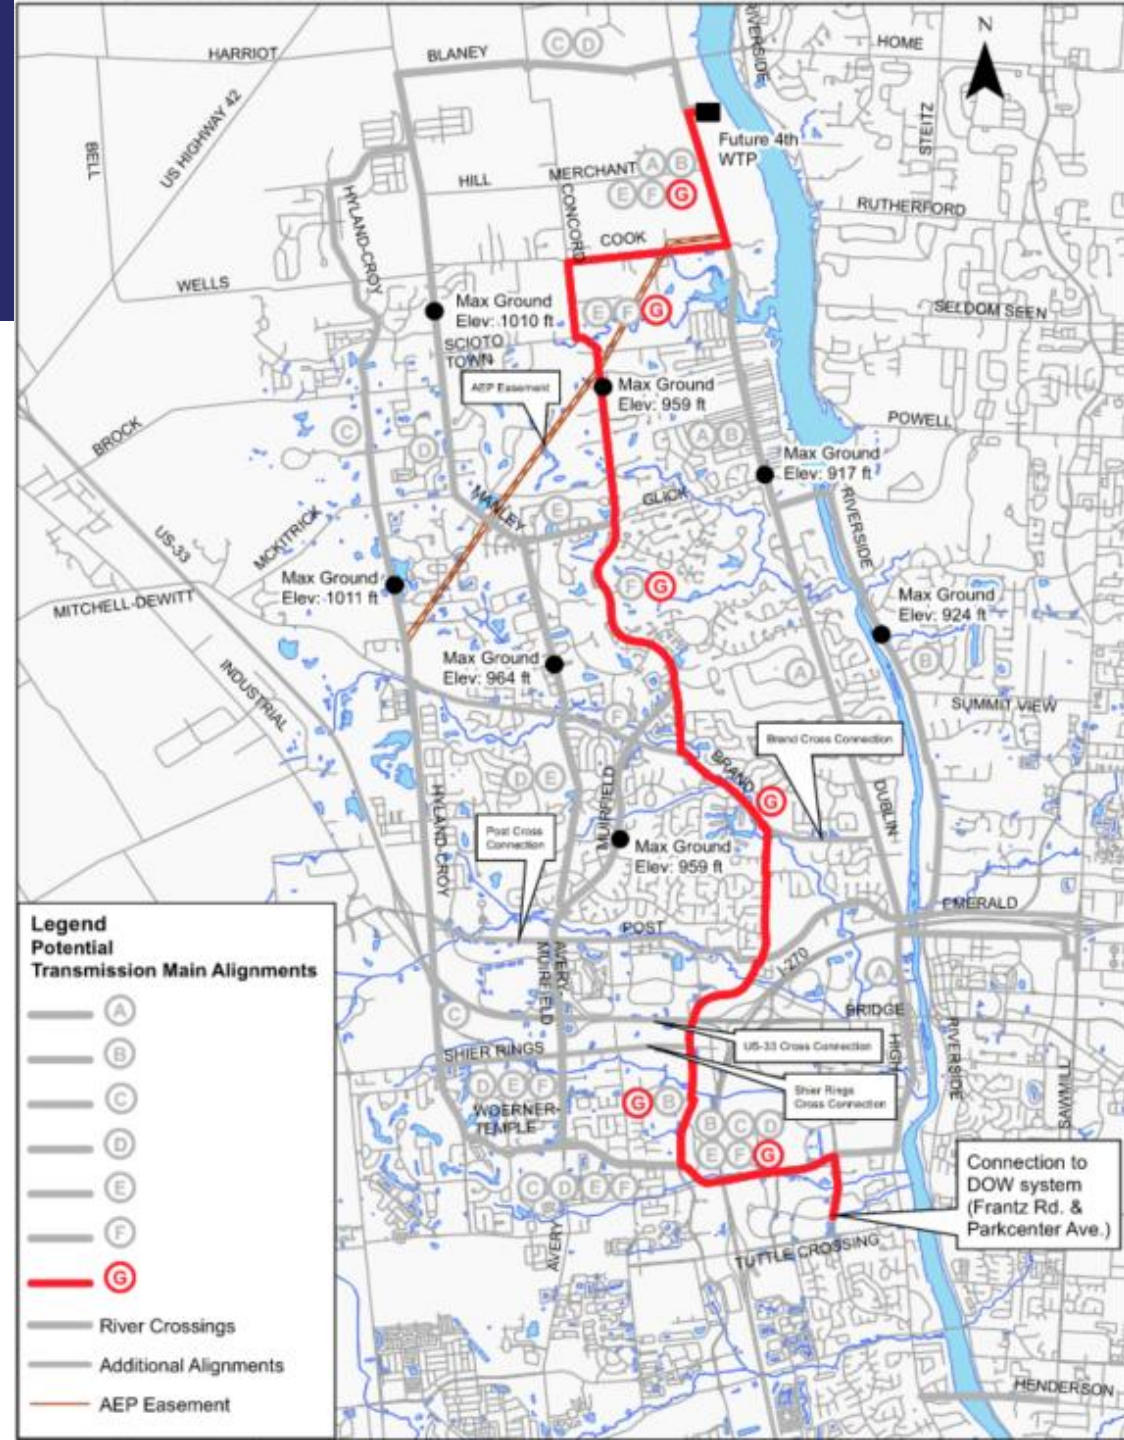 HARRIOT
BLANEY
C D
RIVERSIDE
HOME
N
US HIGHWAY 42
BELL
STEITZ
Future 4th
WTP
MERCHANT
A B
HILL
E F G
HYLAND-CROY
CONCORD
RUTHERFORD
COOK
WELLS
Max Ground
Elev: 1010 ft
E F G
SELDOM SEEN
SCIOTO
TOWN
AEP Easement
Max Ground
Elev: 959 ft
BROCK
C
D
A B
POWELL
Max Ground
Elev: 917 ft
MANLEY
E
GLICK
RIVERSIDE
US-33
MCKITRICK
Max Ground
Elev: 1011 ft
F G
MITCHELL-DEWITT
Max Ground
Elev: 924 ft
Max Ground
Elev: 964 ft
A
B
INDUSTRIAL
SUMMIT VIEW
F
Brand Cross Connection
BRAND
D E
G
MUIRFIELD
DUBLIN
HYLAND-CROY
Post Cross
Connection
Max Ground
Elev: 959 ft
EMERALD
POST
AVERY-
MUIRFIELD
I-270
A
C
BRIDGE
US-33 Cross Connection
HIGH
RIVERSIDE
SHIER RINGS
Shier Rings
Cross Connection
D E F
SAWMILL
WOERNER-
TEMPLE
G B
B C D
E F G
C D E F
Connection to
DOW system
(Frantz Rd. &
Parkcenter Ave.)
AVERY
TUTTLE CROSSING
HENDERSON
Legend
Potential
Transmission Main Alignments
A
B
C
D
E
F
G
River Crossings
Additional Alignments
AEP Easement